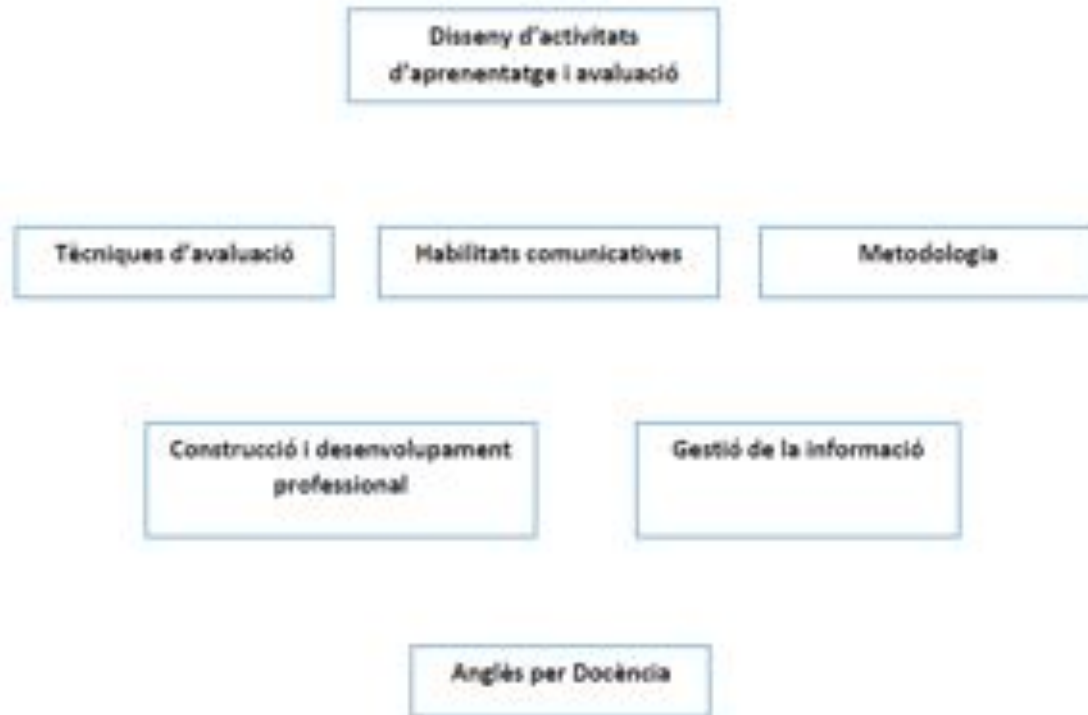 Disseny d'activitats
d'aprenentatge i avaluació
Tècniques d'avaluació
Habilitats comunicatives
Metodologia
Construcció i desenvolupament
professional
Gestió de la informació
Anglès per Docència